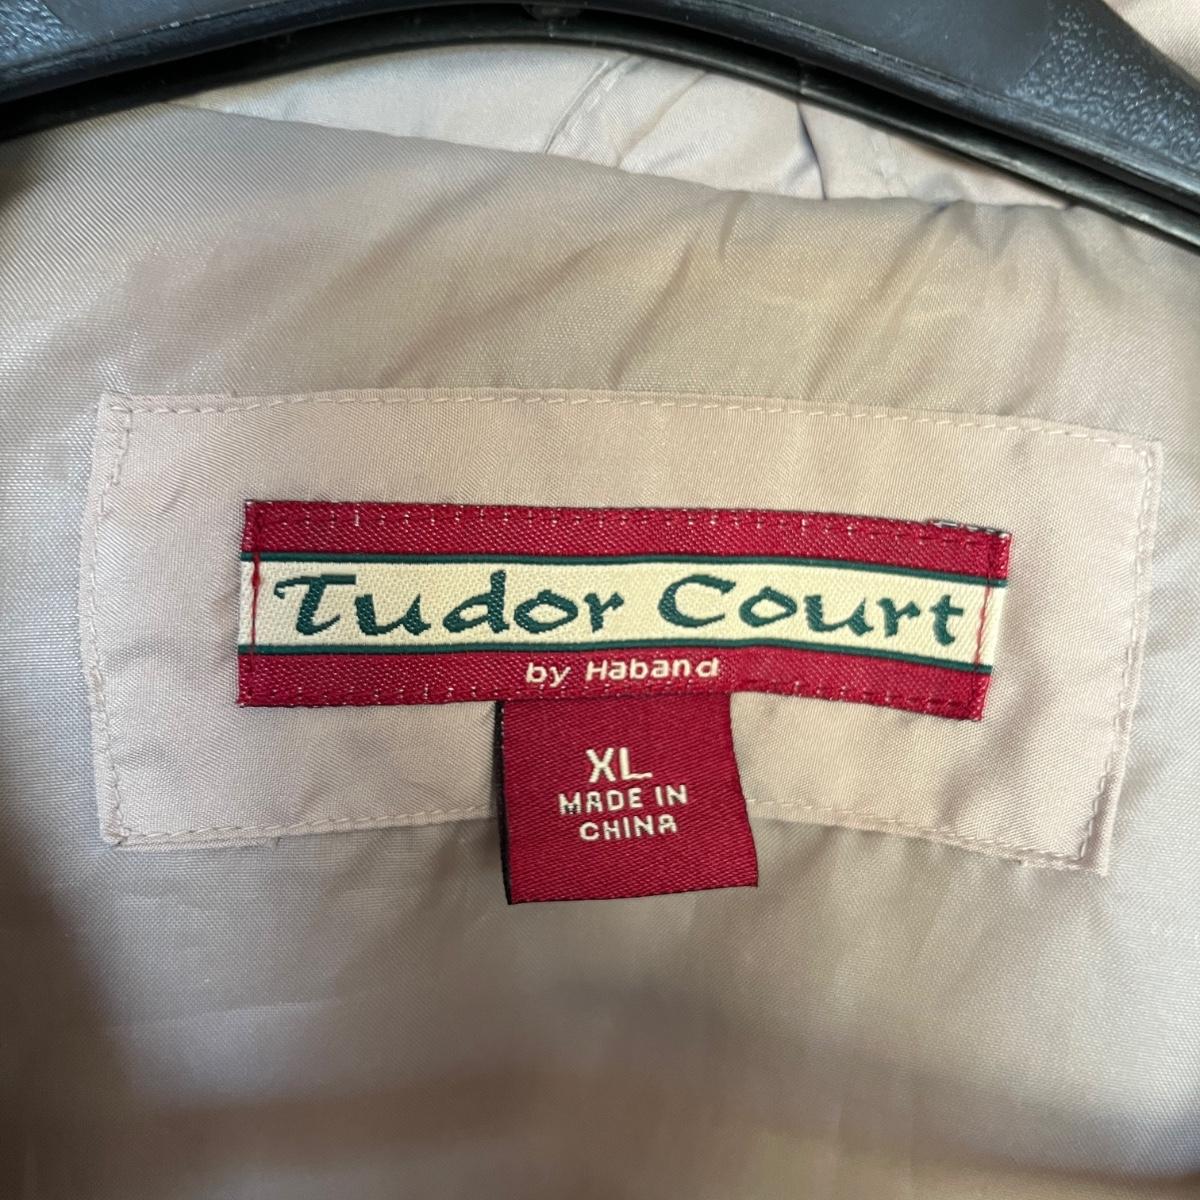 Tudor Court
by Haband
XL
MADE IN
CHINA